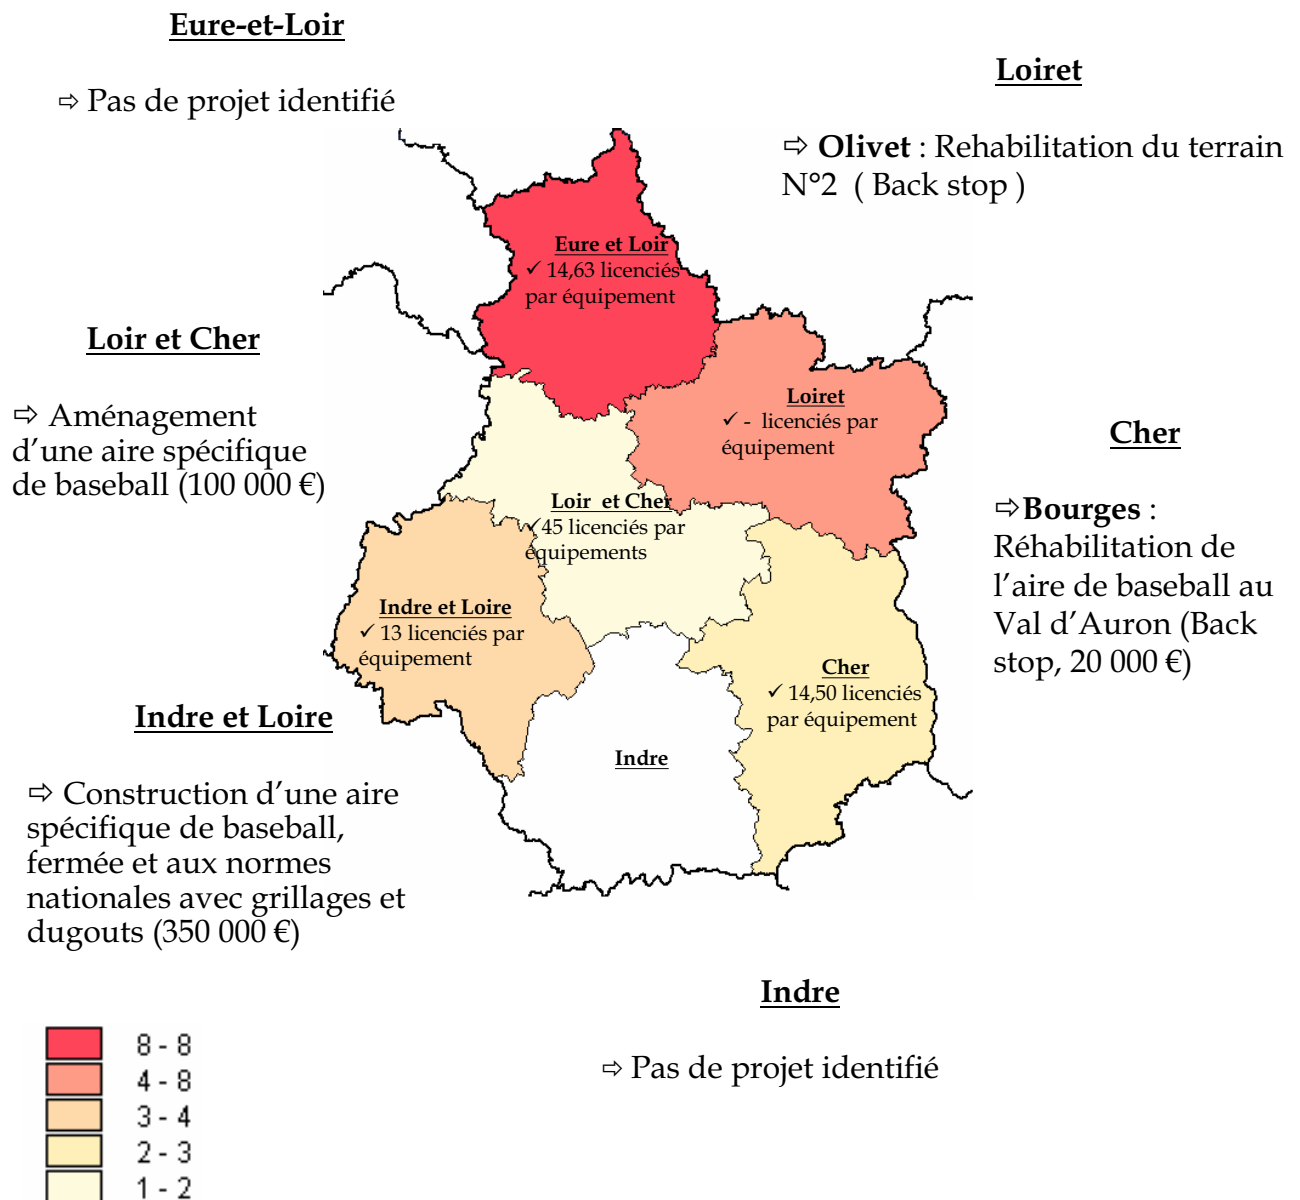 Eure-et-Loir
⇨ Pas de projet identifié
Loiret
⇨ Olivet : Rehabilitation du terrain
N°2 ( Back stop )
Eure et Loir
✓ 14,63 licenciés
par équipement
Loir et Cher
⇨ Aménagement
d’une aire spécifique
de baseball (100 000 €)
Loiret
✓ - licenciés par
équipement
Cher
⇨Bourges :
Réhabilitation de
l’aire de baseball au
Val d’Auron (Back
stop, 20 000 €)
Loir et Cher
✓45 licenciés par
équipements
Indre et Loire
✓ 13 licenciés par
équipement
Cher
✓ 14,50 licenciés
par équipement
Indre
Indre et Loire
⇨ Construction d’une aire
spécifique de baseball,
fermée et aux normes
nationales avec grillages et
dugouts (350 000 €)
Indre
⇨ Pas de projet identifié
8 - 8
4 - 8
3 - 4
2 - 3
1 - 2